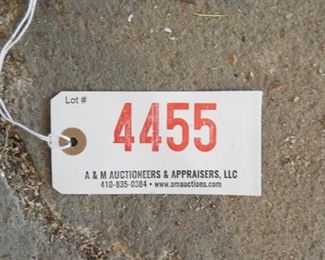 Lot #
4455
A & M AUCTIONEERS & APPRAISERS, LLC
410-835-0384 • www.amauctions.com